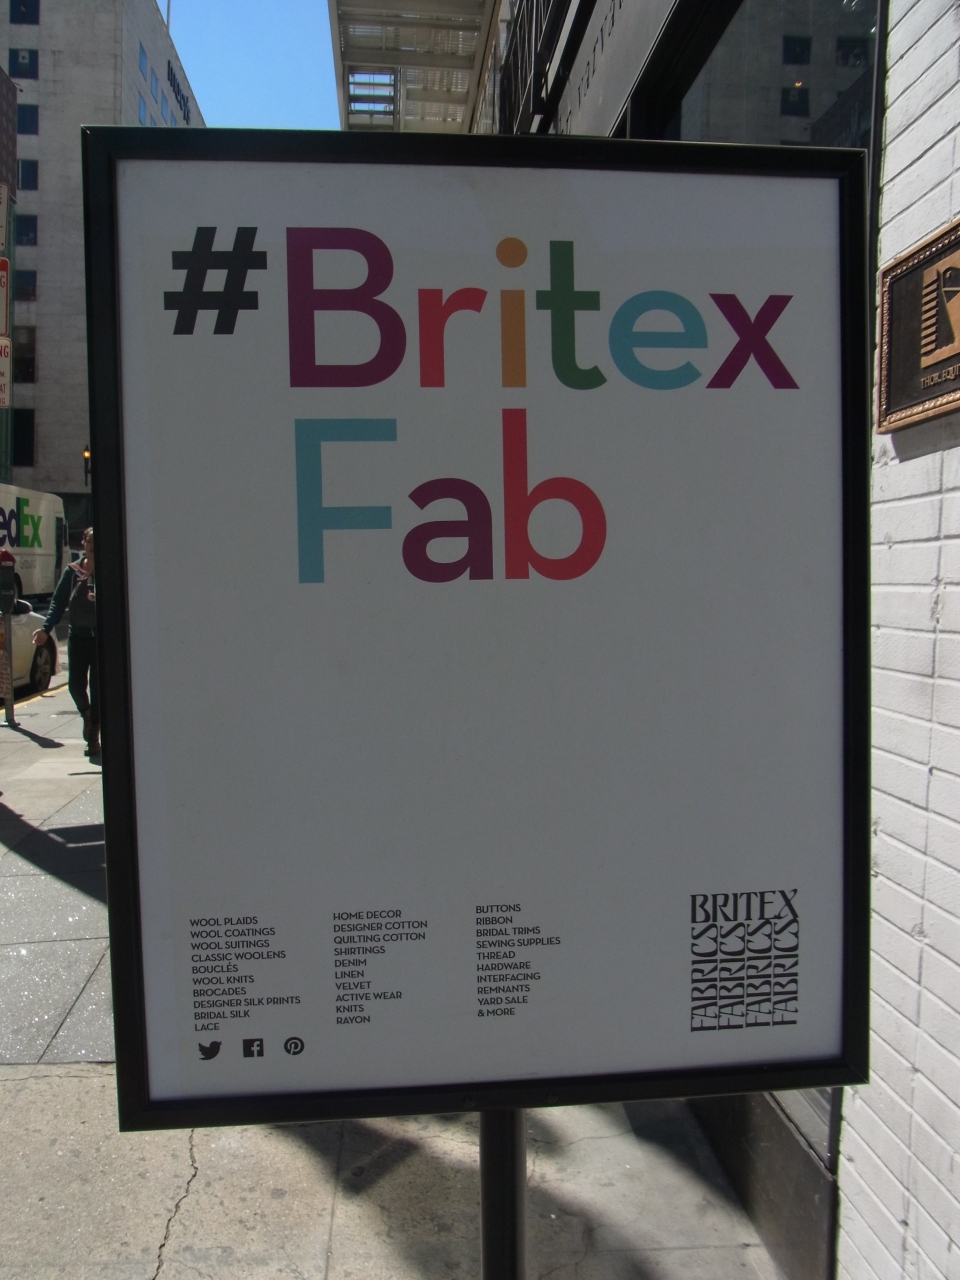 #Britex
Fab
WOOL PLAIDS
WOOL COATINGS
WOOL SUITINGS
CLASSIC WOOLENS
BOUCLÉS
WOOL KNITS
BROCADES
DESIGNER SILK PRINTS
BRIDAL SILK
LACE
HOME DECOR
DESIGNER COTTON
QUILTING COTTON
SHIRTINGS
DENIM
LINEN
VELVET
ACTIVE WEAR
KNITS
RAYON
BUTTONS
RIBBON
BRIDAL TRIMS
SEWING SUPPLIES
THREAD
HARDWARE
INTERFACING
REMNANTS
YARD SALE
& MORE
BRITEX
FABRICS
FABRICS
FABRICS
FABRICS
edEx